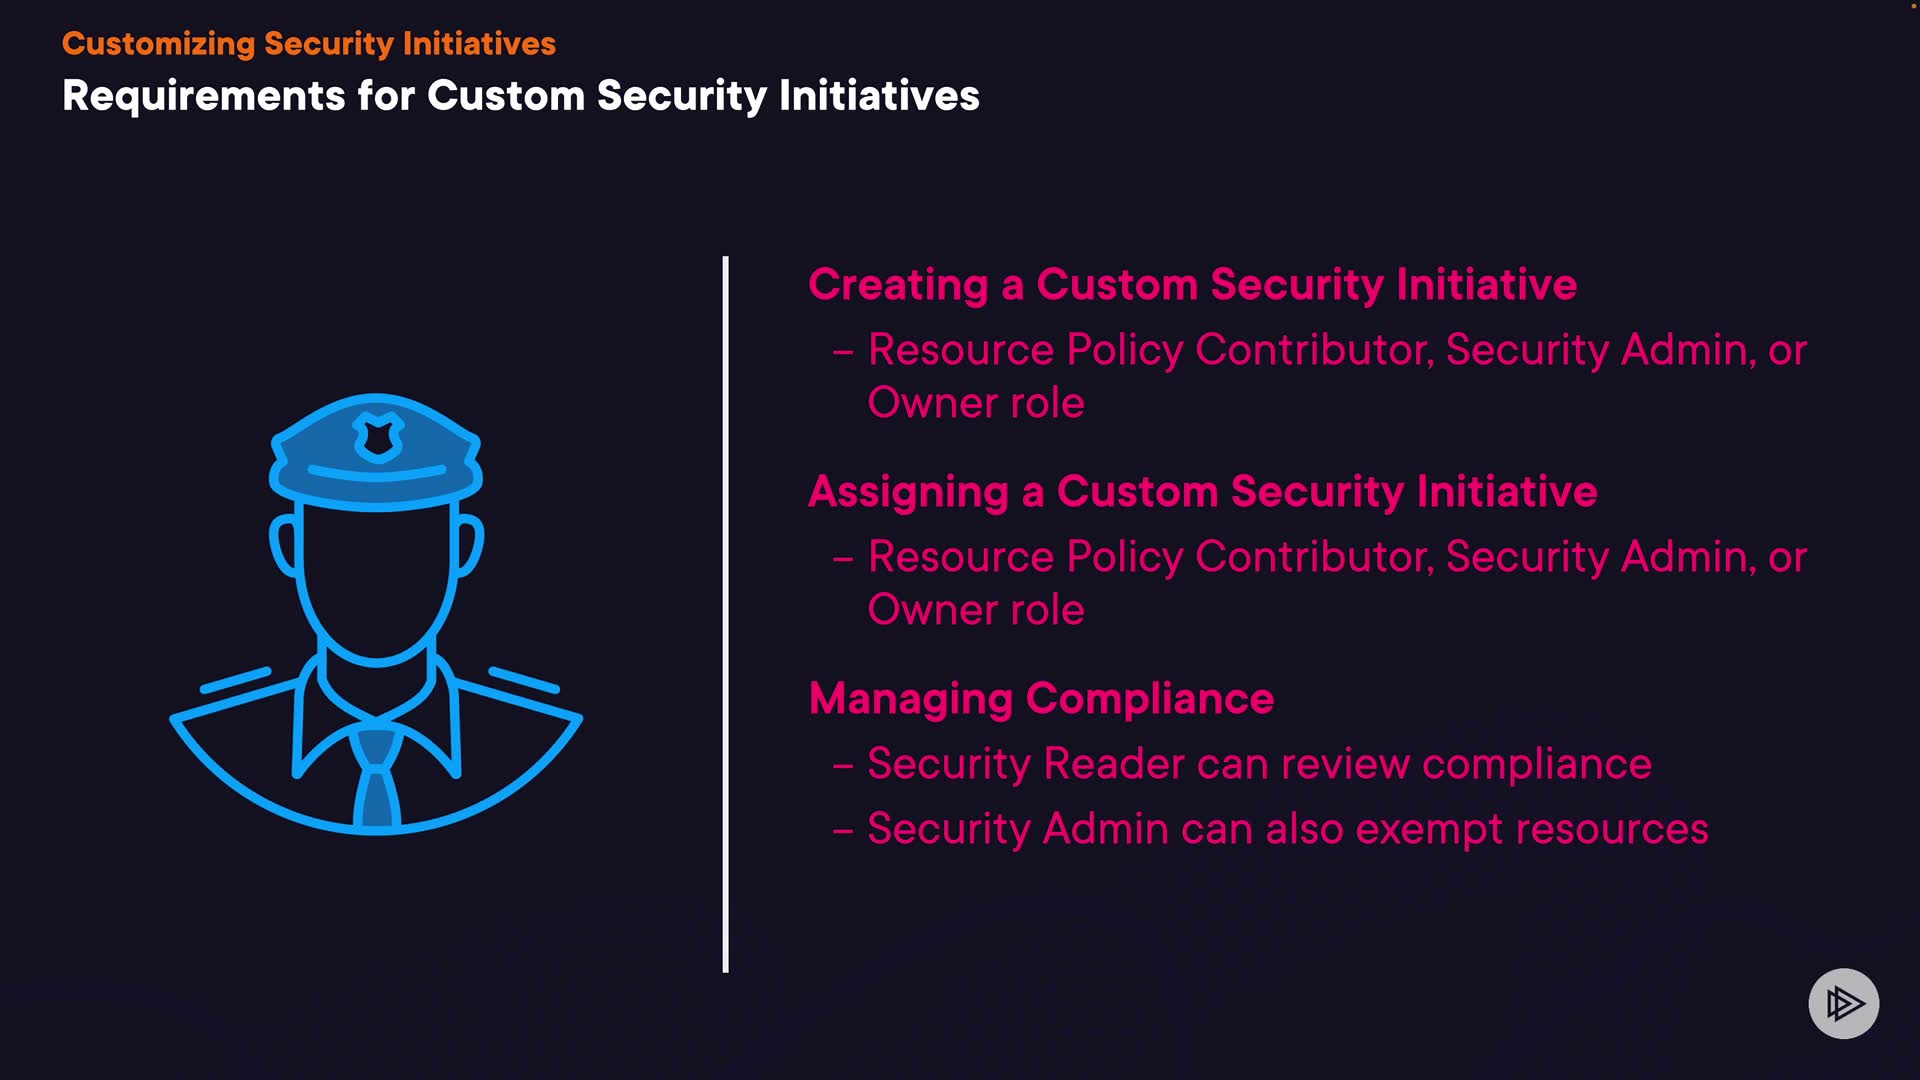 Customizing Security Initiatives
Requirements for Custom Security Initiatives
Creating a Custom Security Initiative
– Resource Policy Contributor, Security Admin, or
Owner role
Assigning a Custom Security Initiative
– Resource Policy Contributor, Security Admin, or
Owner role
Managing Compliance
– Security Reader can review compliance
– Security Admin can also exempt resources